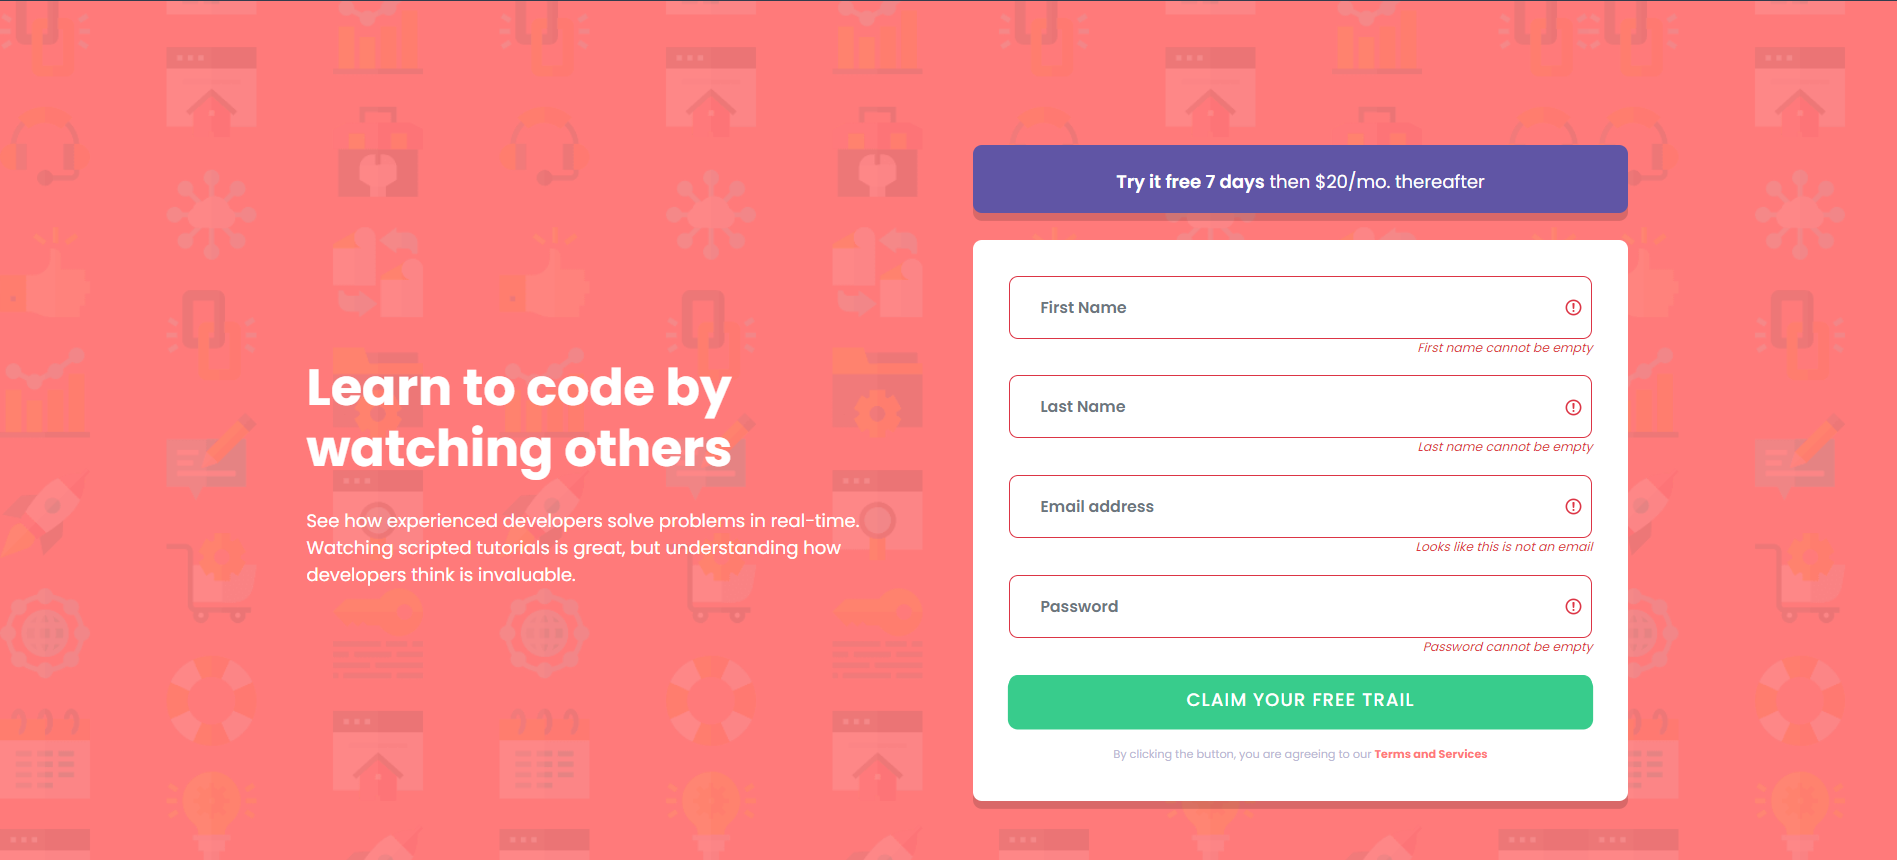 Learn to code by
watching others
See how experienced developers solve problems in real-time.
Watching scripted tutorials is great, but understanding how
developers think is invaluable.
Try it free 7 days then $20/mo. thereafter
First Name
First name cannot be empty
Last Name
Last name cannot be empty
Email address
Looks like this is not an email
Password
Password cannot be empty
CLAIM YOUR FREE TRAIL
By clicking the button, you are agreeing to our Terms and Services